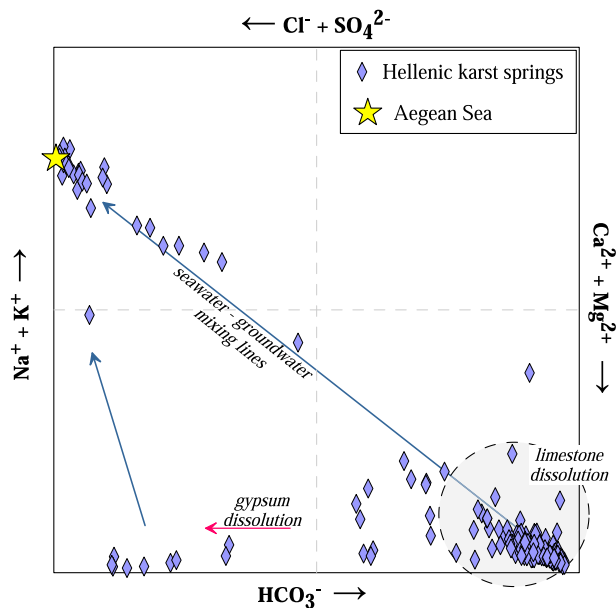 ← Cl⁻ + SO₄²⁻
Hellenic karst springs
Aegean Sea
Na⁺ + K⁺ →
Ca²⁺ + Mg²⁺ →
seawater - groundwater
mixing lines
limestone
dissolution
gypsum
dissolution
HCO₃⁻ →